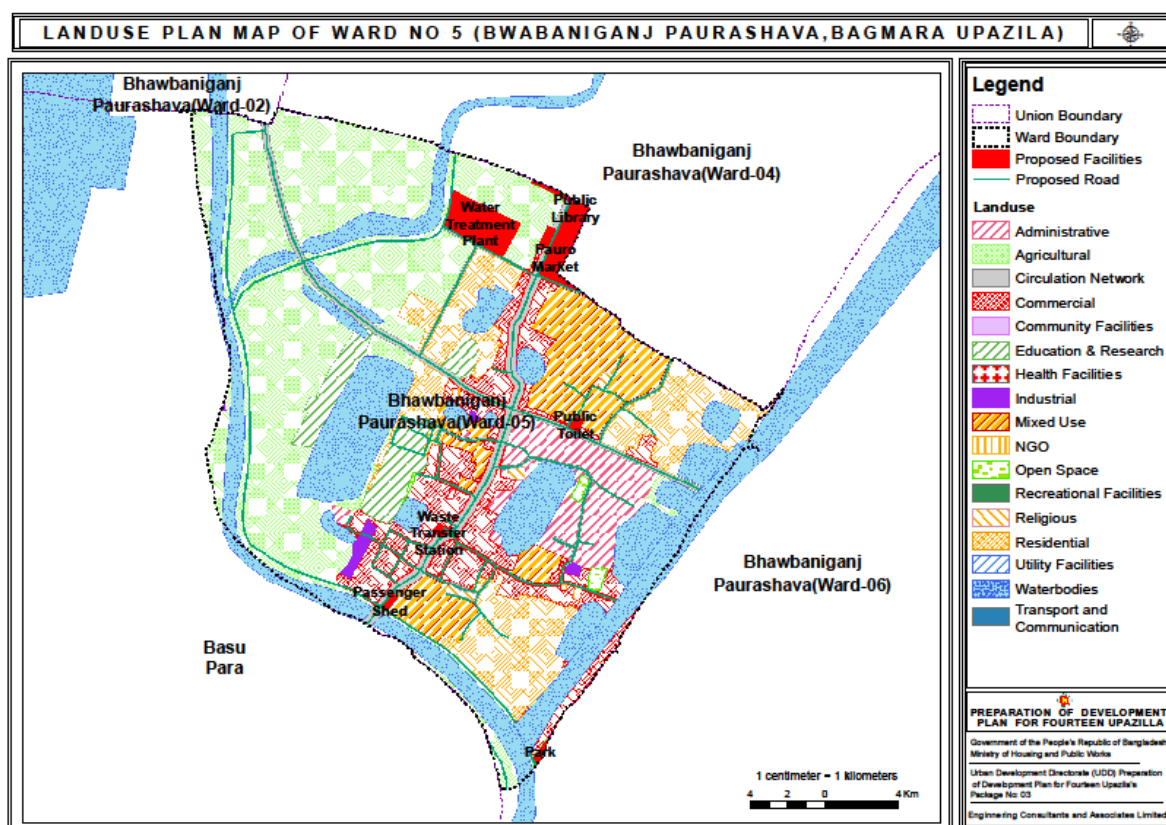 LANDUSE PLAN MAP OF WARD NO 5 (BWABANIGANJ PAURASHAVA,BAGMARA UPAZILA)
Bhawbaniganj
Paurashava(Ward-02)
Bhawbaniganj
Paurashava(Ward-04)
Public
Library
Water
Treatment
Plant
Pauro
Market
Bhawbaniganj
Paurashava(Ward-05)
Public
Toilet
Waste
Transfer
Station
Bhawbaniganj
Paurashava(Ward-06)
Passenger
Shed
Basu
Para
Park
1 centimeter = 1 kilometers
4 2 0 4 Km
Legend
Union Boundary
Ward Boundary
Proposed Facilities
Proposed Road
Landuse
Administrative
Agricultural
Circulation Network
Commercial
Community Facilities
Education & Research
Health Facilities
Industrial
Mixed Use
NGO
Open Space
Recreational Facilities
Religious
Residential
Utility Facilities
Waterbodies
Transport and
Communication
PREPARATION OF DEVELOPMENT
PLAN FOR FOURTEEN UPAZILLA
Government of the People's Republic of Bangladesh
Ministry of Housing and Public Works
Urban Development Directorate (UDD) Preparation
of Development Plan for Fourteen Upazila's
Package No: 03
Enginnering Consultants and Associates Limited